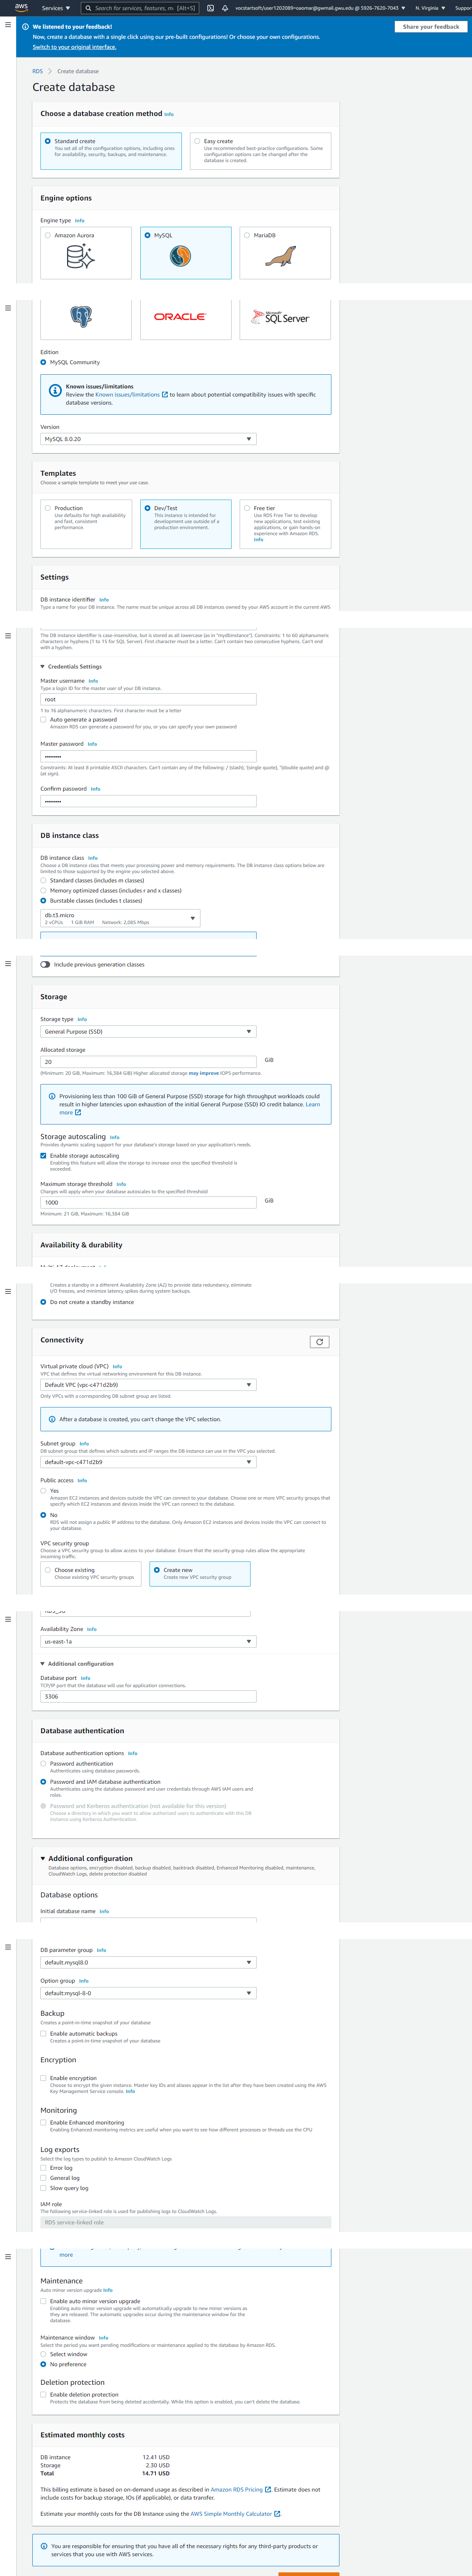 aws
Services
Search for services, features, m [Alt+S]
vocstartsoft/user1202089=oaomar@gwmail.gwu.edu @ 5926-7620-7043
N. Virginia
Suppor
We listened to your feedback!
Now, create a database with a single click using our pre-built configurations! Or choose your own configurations.
Switch to your original interface.
Share your feedback
RDS
Create database
Create database
Choose a database creation method Info
Standard create
You set all of the configuration options, including ones
for availability, security, backups, and maintenance.
Easy create
Use recommended best-practice configurations. Some
configuration options can be changed after the
database is created.
Engine options
Engine type Info
Amazon Aurora
MySQL
MariaDB
ORACLE
Microsoft
SQL Server
Edition
MySQL Community
Known issues/limitations
Review the Known issues/limitations to learn about potential compatibility issues with specific
database versions.
Version
MySQL 8.0.20
Templates
Choose a sample template to meet your use case.
Production
Use defaults for high availability
and fast, consistent
performance.
Dev/Test
This instance is intended for
development use outside of a
production environment.
Free tier
Use RDS Free Tier to develop
new applications, test existing
applications, or gain hands-on
experience with Amazon RDS.
Info
Settings
DB instance identifier Info
Type a name for your DB instance. The name must be unique across all DB instances owned by your AWS account in the current AWS
The DB instance identifier is case-insensitive, but is stored as all lowercase (as in "mydbinstance"). Constraints: 1 to 60 alphanumeric
characters or hyphens (1 to 15 for SQL Server). First character must be a letter. Can't contain two consecutive hyphens. Can't end
with a hyphen.
Credentials Settings
Master username Info
Type a login ID for the master user of your DB instance.
root
1 to 16 alphanumeric characters. First character must be a letter
Auto generate a password
Amazon RDS can generate a password for you, or you can specify your own password
Master password Info
••••••••
Constraints: At least 8 printable ASCII characters. Can't contain any of the following: / (slash), '(single quote), "(double quote) and @
(at sign).
Confirm password Info
••••••••
DB instance class
DB instance class Info
Choose a DB instance class that meets your processing power and memory requirements. The DB instance class options below are
limited to those supported by the engine you selected above.
Standard classes (includes m classes)
Memory optimized classes (includes r and x classes)
Burstable classes (includes t classes)
db.t3.micro
2 vCPUs 1 GiB RAM Network: 2,085 Mbps
Include previous generation classes
Storage
Storage type Info
General Purpose (SSD)
Allocated storage
20
GiB
(Minimum: 20 GiB, Maximum: 16,384 GiB) Higher allocated storage may improve IOPS performance.
Provisioning less than 100 GiB of General Purpose (SSD) storage for high throughput workloads could
result in higher latencies upon exhaustion of the initial General Purpose (SSD) IO credit balance. Learn
more
Storage autoscaling Info
Provides dynamic scaling support for your database's storage based on your application's needs.
Enable storage autoscaling
Enabling this feature will allow the storage to increase once the specified threshold is
exceeded.
Maximum storage threshold Info
Charges will apply when your database autoscales to the specified threshold
1000
GiB
Minimum: 21 GiB, Maximum: 16,384 GiB
Availability & durability
Creates a standby in a different Availability Zone (AZ) to provide data redundancy, eliminate
I/O freezes, and minimize latency spikes during system backups.
Do not create a standby instance
Connectivity
Virtual private cloud (VPC) Info
VPC that defines the virtual networking environment for this DB instance.
Default VPC (vpc-c471d2b9)
Only VPCs with a corresponding DB subnet group are listed.
After a database is created, you can't change the VPC selection.
Subnet group Info
DB subnet group that defines which subnets and IP ranges the DB instance can use in the VPC you selected.
default-vpc-c471d2b9
Public access Info
Yes
Amazon EC2 instances and devices outside the VPC can connect to your database. Choose one or more VPC security groups that
specify which EC2 instances and devices inside the VPC can connect to the database.
No
RDS will not assign a public IP address to the database. Only Amazon EC2 instances and devices inside the VPC can connect to
your database.
VPC security group
Choose a VPC security group to allow access to your database. Ensure that the security group rules allow the appropriate
incoming traffic.
Choose existing
Choose existing VPC security groups
Create new
Create new VPC security group
Availability Zone Info
us-east-1a
Additional configuration
Database port Info
TCP/IP port that the database will use for application connections.
3306
Database authentication
Database authentication options Info
Password authentication
Authenticates using database passwords.
Password and IAM database authentication
Authenticates using the database password and user credentials through AWS IAM users and
roles.
Password and Kerberos authentication (not available for this version)
Choose a directory in which you want to allow authorized users to authenticate with this DB
instance using Kerberos Authentication
Additional configuration
Database options, encryption disabled, backup disabled, backtrack disabled, Enhanced Monitoring disabled, maintenance,
CloudWatch Logs, delete protection disabled
Database options
Initial database name Info
DB parameter group Info
default.mysql8.0
Option group Info
default:mysql-8-0
Backup
Creates a point-in-time snapshot of your database
Enable automatic backups
Creates a point-in-time snapshot of your database
Encryption
Enable encryption
Choose to encrypt the given instance. Master key IDs and aliases appear in the list after they have been created using the AWS
Key Management Service console. Info
Monitoring
Enable Enhanced monitoring
Enabling Enhanced monitoring metrics are useful when you want to see how different processes or threads use the CPU
Log exports
Select the log types to publish to Amazon CloudWatch Logs
Error log
General log
Slow query log
IAM role
The following service-linked role is used for publishing logs to CloudWatch Logs.
RDS service-linked role
more
Maintenance
Auto minor version upgrade Info
Enable auto minor version upgrade
Enabling auto minor version upgrade will automatically upgrade to new minor versions as
they are released. The automatic upgrades occur during the maintenance window for the
database.
Maintenance window Info
Select the period you want pending modifications or maintenance applied to the database by Amazon RDS.
Select window
No preference
Deletion protection
Enable deletion protection
Protects the database from being deleted accidentally. While this option is enabled, you can't delete the database.
Estimated monthly costs
DB instance 12.41 USD
Storage 2.30 USD
Total 14.71 USD
This billing estimate is based on on-demand usage as described in Amazon RDS Pricing. Estimate does not
include costs for backup storage, IOs (if applicable), or data transfer.
Estimate your monthly costs for the DB Instance using the AWS Simple Monthly Calculator.
You are responsible for ensuring that you have all of the necessary rights for any third-party products or
services that you use with AWS services.